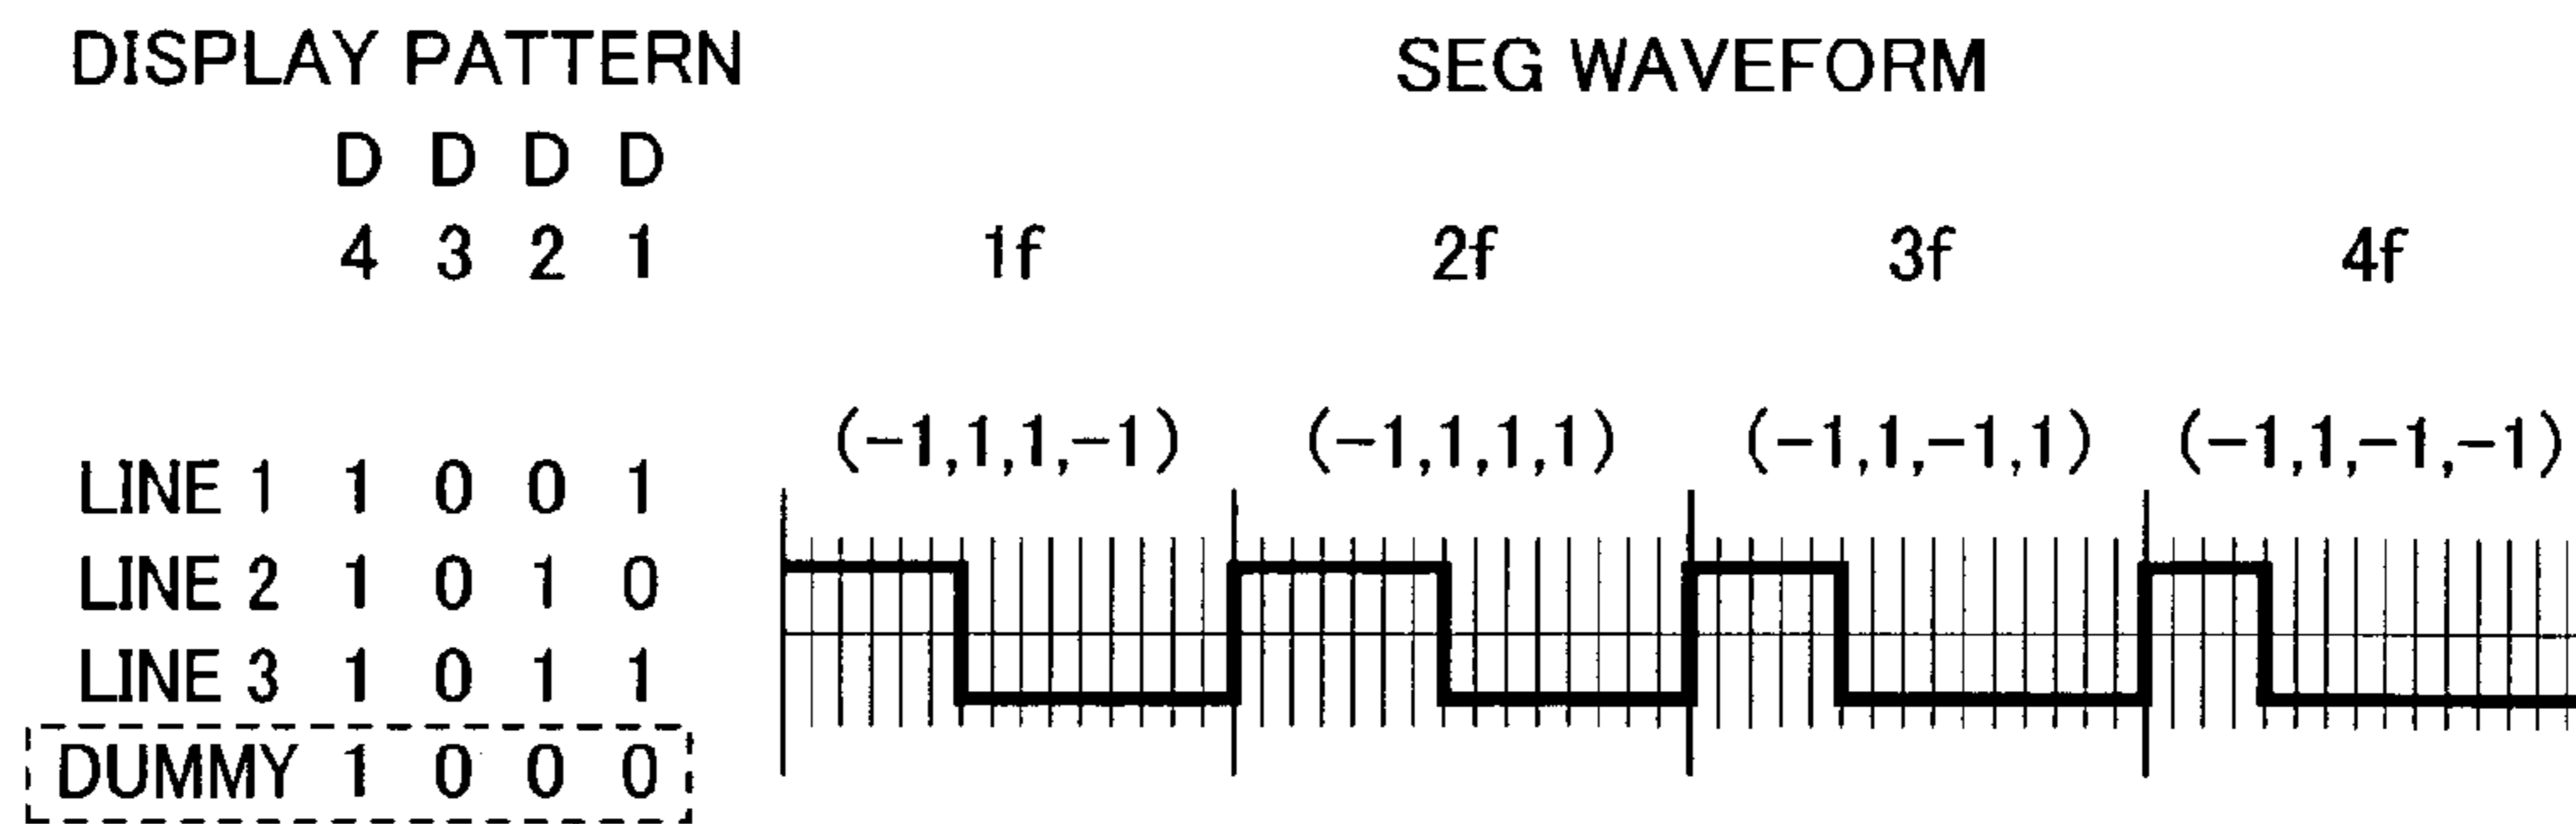 DISPLAY PATTERN SEG WAVEFORM
D D D D
4 3 2 1 1f 2f 3f 4f
(-1,1,1,-1) (-1,1,1,1) (-1,1,-1,1) (-1,1,-1,-1)
LINE 1 1 0 0 1
LINE 2 1 0 1 0
LINE 3 1 0 1 1
DUMMY 1 0 0 0